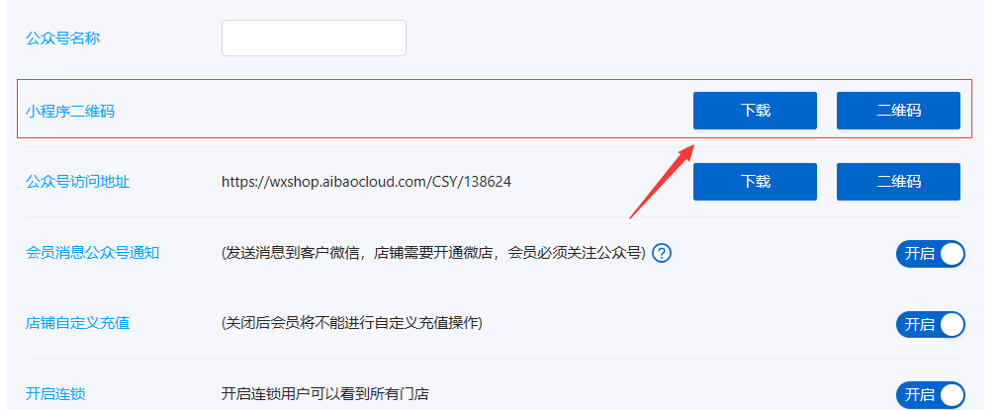 公众号名称
小程序二维码 下载 二维码
公众号访问地址 https://wxshop.aibaocloud.com/CSY/138624 下载 二维码
会员消息公众号通知 (发送消息到客户微信，店铺需要开通微店，会员必须关注公众号) ? 开启
店铺自定义充值 (关闭后会员将不能进行自定义充值操作) 开启
开启连锁 开启连锁用户可以看到所有门店 开启